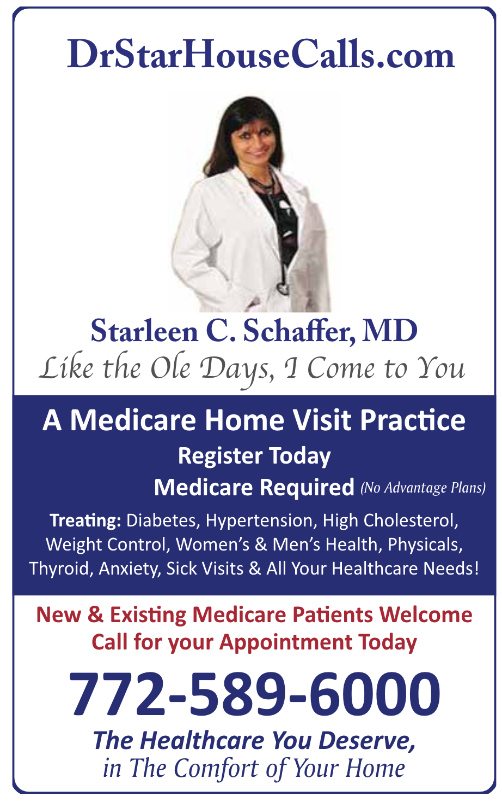 DrStarHouseCalls.com
Starleen C. Schaffer, MD
Like the Ole Days, I Come to You
A Medicare Home Visit Practice
Register Today
Medicare Required (No Advantage Plans)
Treating: Diabetes, Hypertension, High Cholesterol,
Weight Control, Women's & Men's Health, Physicals,
Thyroid, Anxiety, Sick Visits & All Your Healthcare Needs!
New & Existing Medicare Patients Welcome
Call for your Appointment Today
772-589-6000
The Healthcare You Deserve,
in The Comfort of Your Home